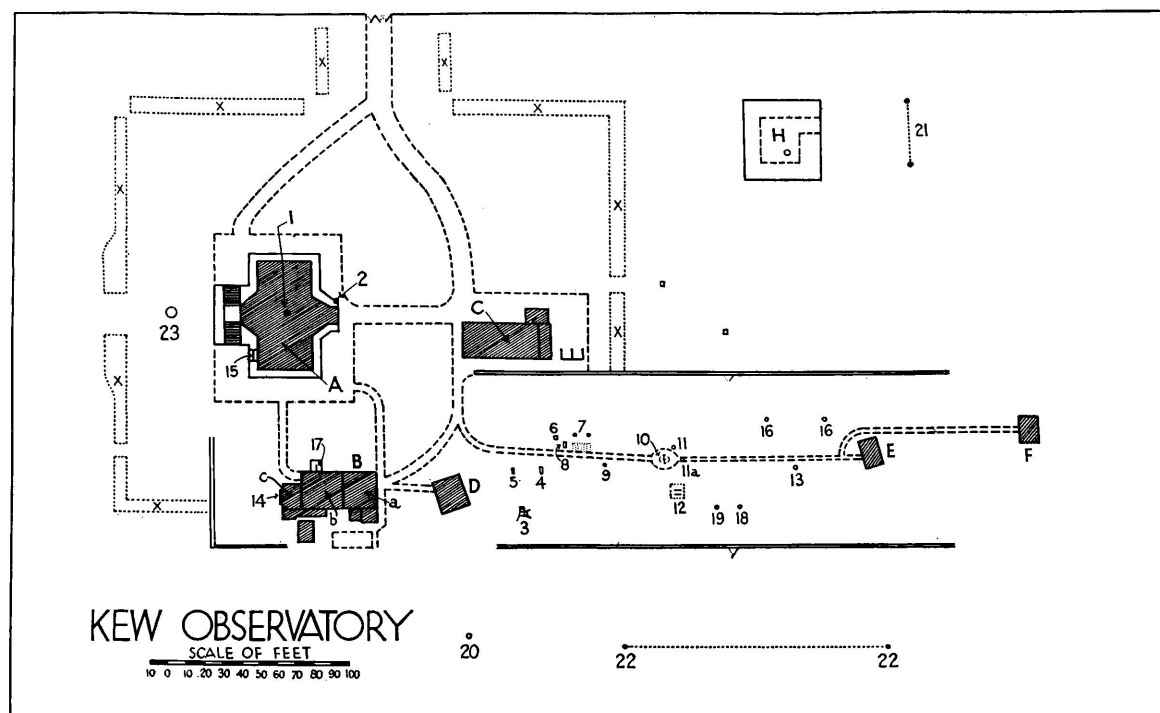 X X
X X
H
21
X
X
1
2
C
23
15
A
X
X
17
B
6 7
8
16 16
10 11
E
F
5 4
9
11a
13
c
14
b
a
D
3
12
19 18
X
KEW OBSERVATORY
SCALE OF FEET
10 0 10 20 30 40 50 60 70 80 90 100
20
22 22